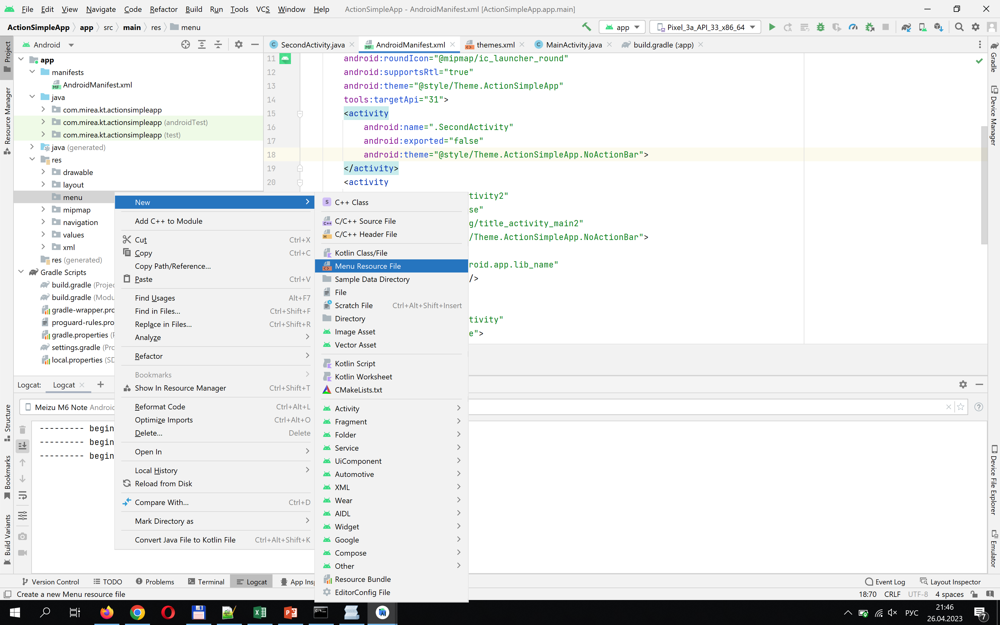 File Edit View Navigate Code Refactor Build Run Tools VCS Window Help ActionSimpleApp - AndroidManifest.xml [ActionSimpleApp.app.main]
ActionSimpleApp app src main res menu app Pixel_3a_API_33_x86_64
Android
SecondActivity.java AndroidManifest.xml themes.xml MainActivity.java build.gradle (:app)
Project
Resource Manager
Structure
Bookmarks
Build Variants
app
manifests
AndroidManifest.xml
java
com.mirea.kt.actionsimpleapp
com.mirea.kt.actionsimpleapp (androidTest)
com.mirea.kt.actionsimpleapp (test)
java (generated)
res
drawable
layout
menu
mipmap
navigation
values
xml
res (generated)
Gradle Scripts
build.gradle (Projec
build.gradle (Modu
gradle-wrapper.pro
proguard-rules.pro
gradle.properties (P
settings.gradle (Pro
local.properties (SD
11 android:roundIcon="@mipmap/ic_launcher_round"
12 android:supportsRtl="true"
13 android:theme="@style/Theme.ActionSimpleApp"
14 tools:targetApi="31">
15 <activity
16 android:name=".SecondActivity"
17 android:exported="false"
18 android:theme="@style/Theme.ActionSimpleApp.NoActionBar">
19 </activity>
20 <activity
tivity2"
se"
g/title_activity_main2"
/Theme.ActionSimpleApp.NoActionBar">
roid.app.lib_name"
/>
tivity"
e">
New
Add C++ to Module
Cut Ctrl+X
Copy Ctrl+C
Copy Path/Reference...
Paste Ctrl+V
Find Usages Alt+F7
Find in Files... Ctrl+Shift+F
Replace in Files... Ctrl+Shift+R
Analyze
Refactor
Bookmarks
Show In Resource Manager Ctrl+Shift+T
Reformat Code Ctrl+Alt+L
Optimize Imports Ctrl+Alt+O
Delete... Delete
Open In
Local History
Reload from Disk
Compare With... Ctrl+D
Mark Directory as
Convert Java File to Kotlin File Ctrl+Alt+Shift+K
C++ Class
C/C++ Source File
C/C++ Header File
Kotlin Class/File
Menu Resource File
Sample Data Directory
File
Scratch File Ctrl+Alt+Shift+Insert
Directory
Image Asset
Vector Asset
Kotlin Script
Kotlin Worksheet
CMakeLists.txt
Activity
Fragment
Folder
Service
UiComponent
Automotive
XML
Wear
AIDL
Widget
Google
Compose
Other
Resource Bundle
EditorConfig File
Gradle
Device Manager
Device File Explorer
Emulator
Logcat: Logcat
Meizu M6 Note Android
--------- begin
--------- begin
--------- begin
Version Control TODO Problems Terminal Logcat App Insp Event Log Layout Inspector
Create a new Menu resource file 18:70 CRLF UTF-8 4 spaces
РУС 21:46
26.04.2023 7